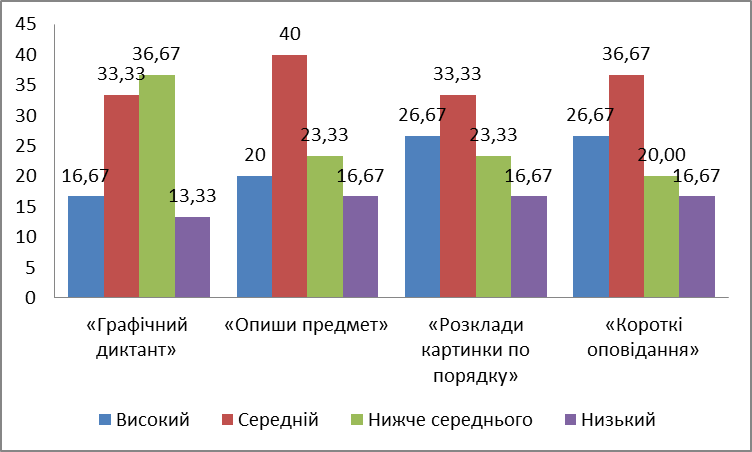 45
40
35
30
25
20
15
10
5
0
16,67
33,33
36,67
13,33
20
40
23,33
16,67
26,67
33,33
23,33
16,67
26,67
36,67
20,00
16,67
«Графічний
диктант»
«Опиши предмет»
«Розклади
картинки по
порядку»
«Короткі
оповідання»
Високий Середній Нижче середнього Низький